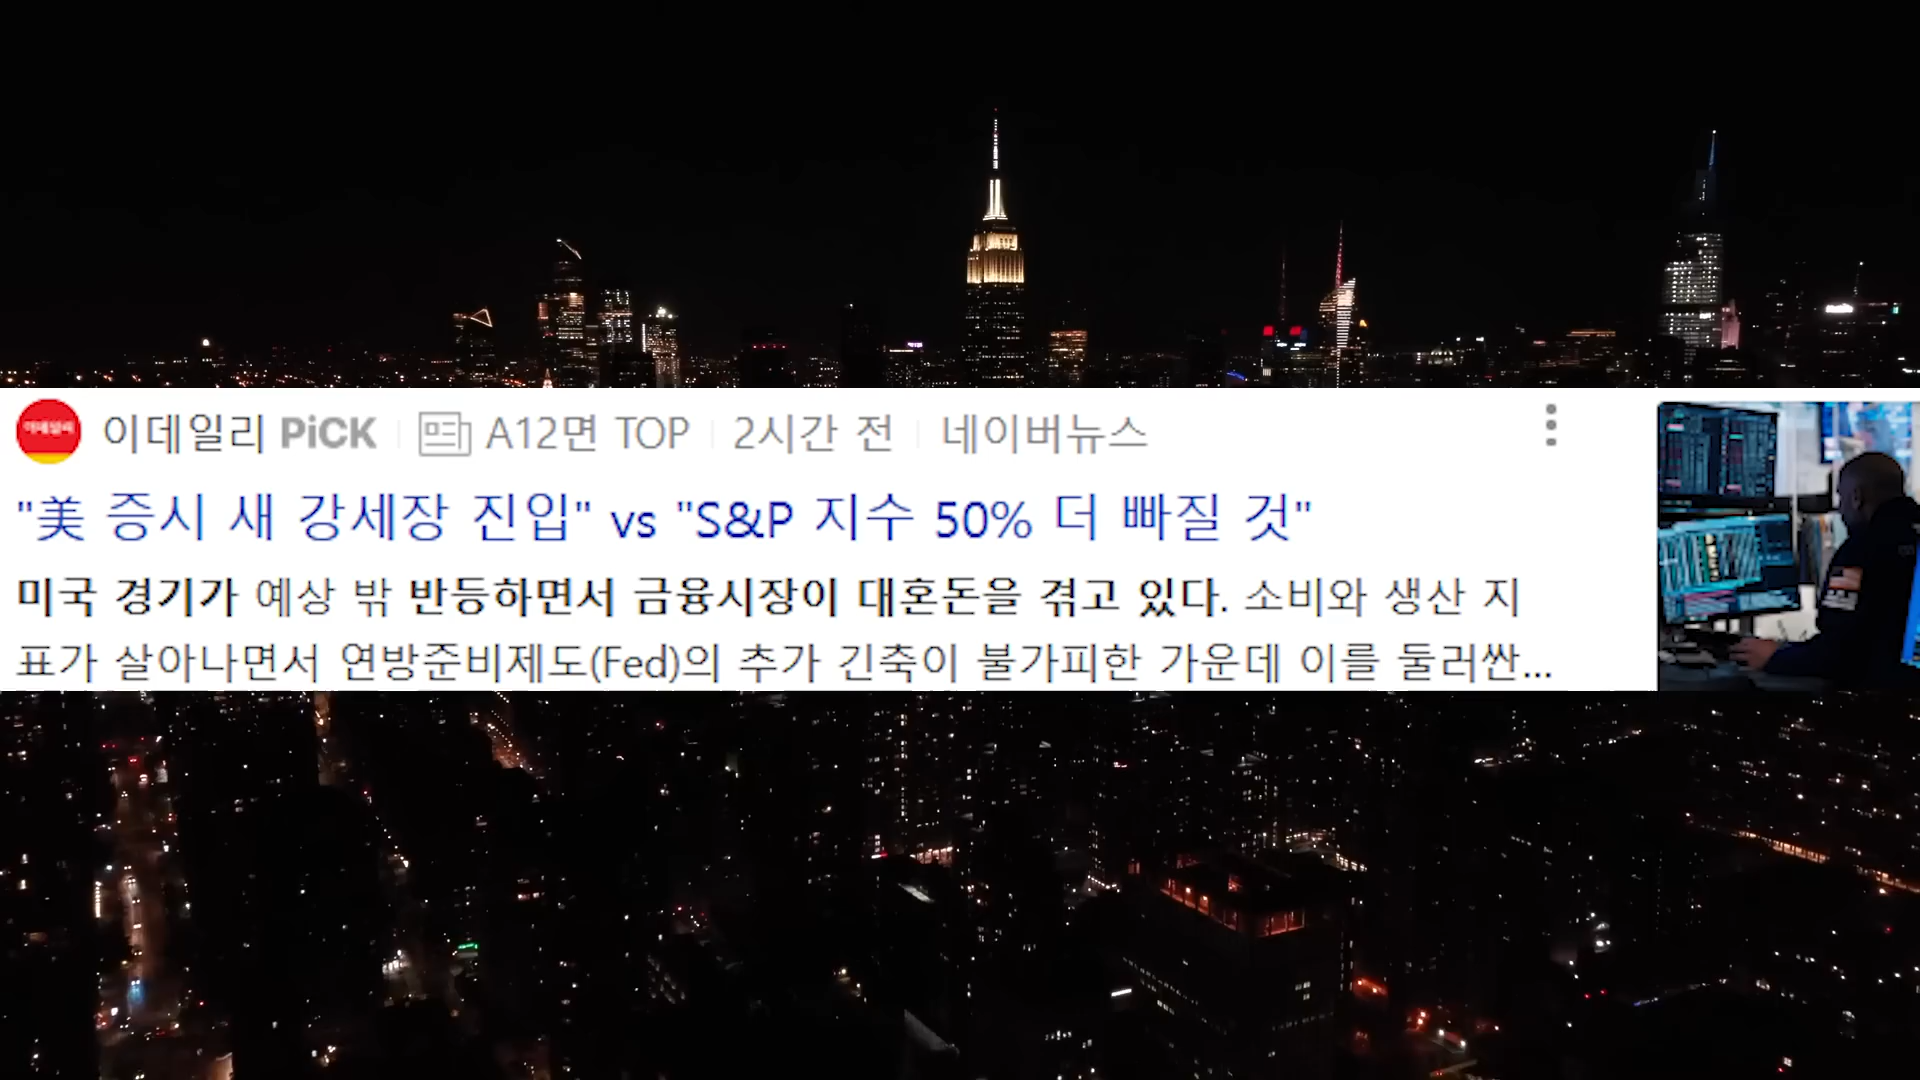 이데일리
이데일리 PiCK A12면 TOP 2시간 전 네이버뉴스
"美 증시 새 강세장 진입" vs "S&P 지수 50% 더 빠질 것"
미국 경기가 예상 밖 반등하면서 금융시장이 대혼돈을 겪고 있다. 소비와 생산 지
표가 살아나면서 연방준비제도(Fed)의 추가 긴축이 불가피한 가운데 이를 둘러싼...